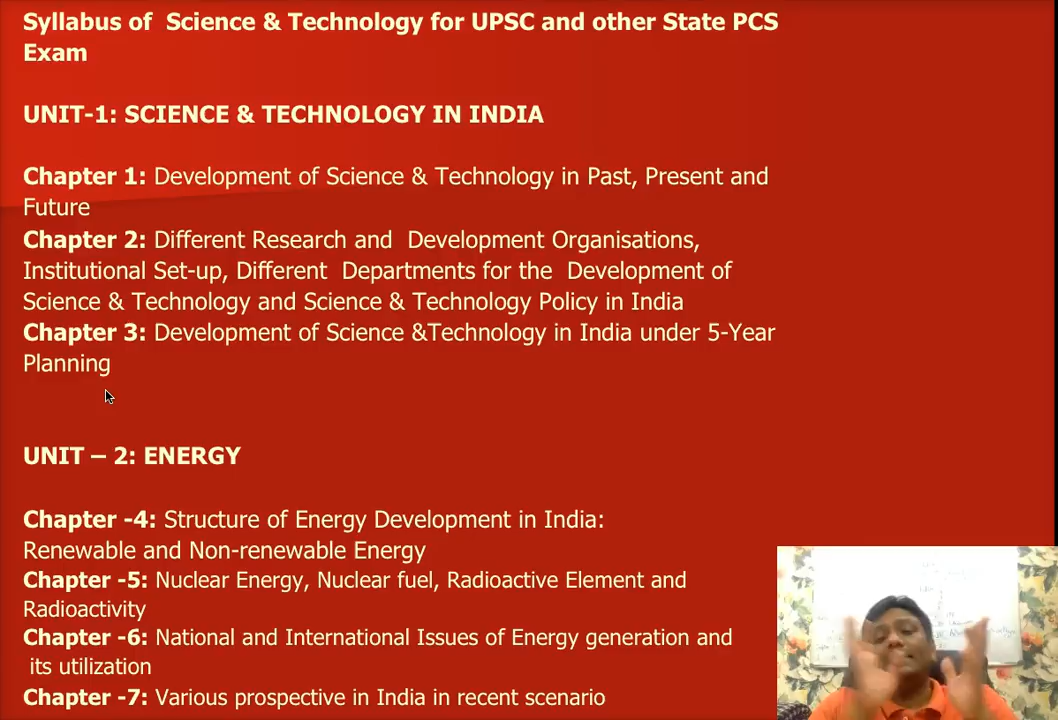 Syllabus of Science & Technology for UPSC and other State PCS
Exam
UNIT-1: SCIENCE & TECHNOLOGY IN INDIA
Chapter 1: Development of Science & Technology in Past, Present and
Future
Chapter 2: Different Research and Development Organisations,
Institutional Set-up, Different Departments for the Development of
Science & Technology and Science & Technology Policy in India
Chapter 3: Development of Science &Technology in India under 5-Year
Planning
UNIT – 2: ENERGY
Chapter -4: Structure of Energy Development in India:
Renewable and Non-renewable Energy
Chapter -5: Nuclear Energy, Nuclear fuel, Radioactive Element and
Radioactivity
Chapter -6: National and International Issues of Energy generation and
its utilization
Chapter -7: Various prospective in India in recent scenario